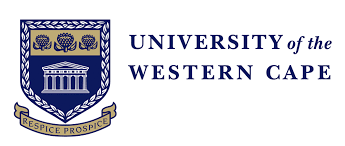 UNIVERSITY of the
WESTERN CAPE
RESPICE PROSPICE